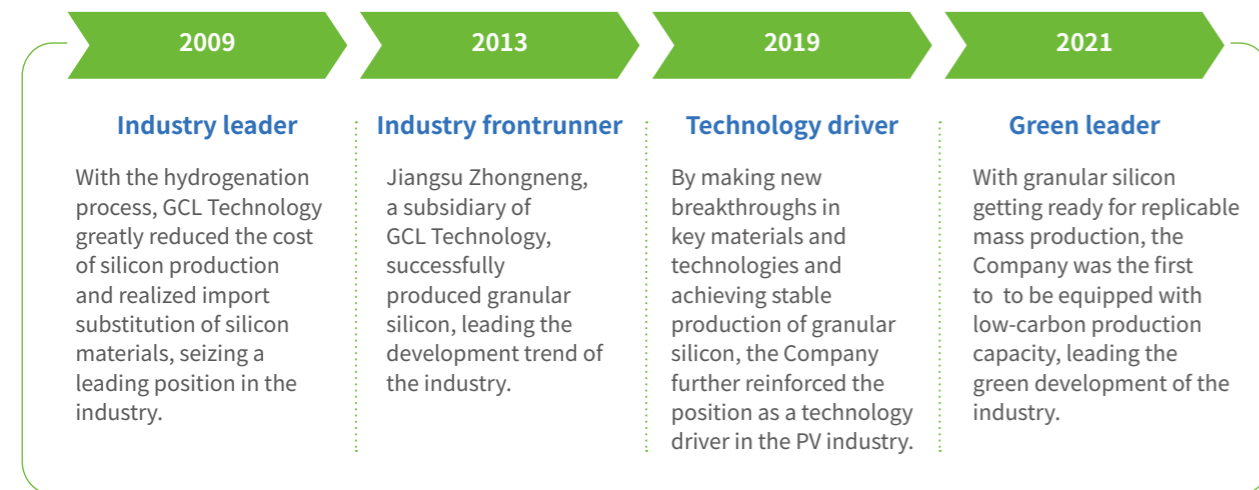 2009
2013
2019
2021
Industry leader
With the hydrogenation
process, GCL Technology
greatly reduced the cost
of silicon production
and realized import
substitution of silicon
materials, seizing a
leading position in the
industry.
Industry frontrunner
Jiangsu Zhongneng,
a subsidiary of
GCL Technology,
successfully
produced granular
silicon, leading the
development trend of
the industry.
Technology driver
By making new
breakthroughs in
key materials and
technologies and
achieving stable
production of granular
silicon, the Company
further reinforced the
position as a technology
driver in the PV industry.
Green leader
With granular silicon
getting ready for replicable
mass production, the
Company was the first
to  to be equipped with
low-carbon production
capacity, leading the
green development of the
industry.